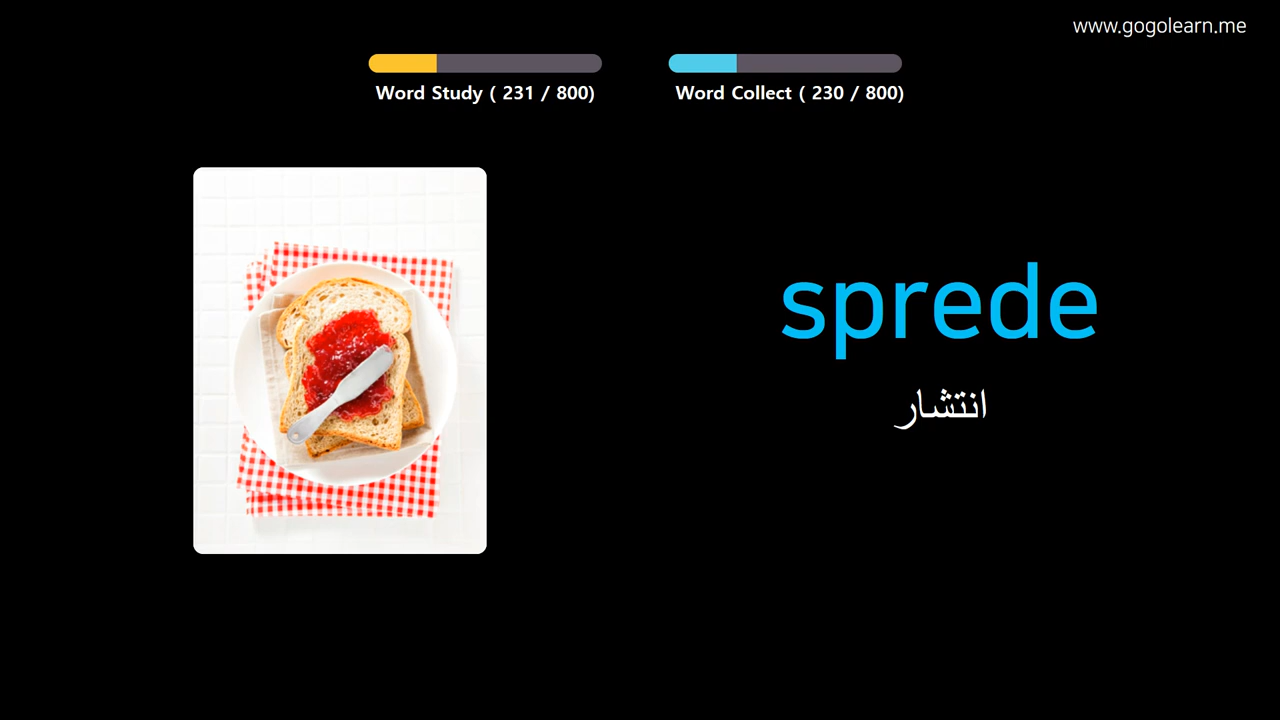 www.gogolearn.me
Word Study ( 231 / 800)
Word Collect ( 230 / 800)
sprede
انتشار